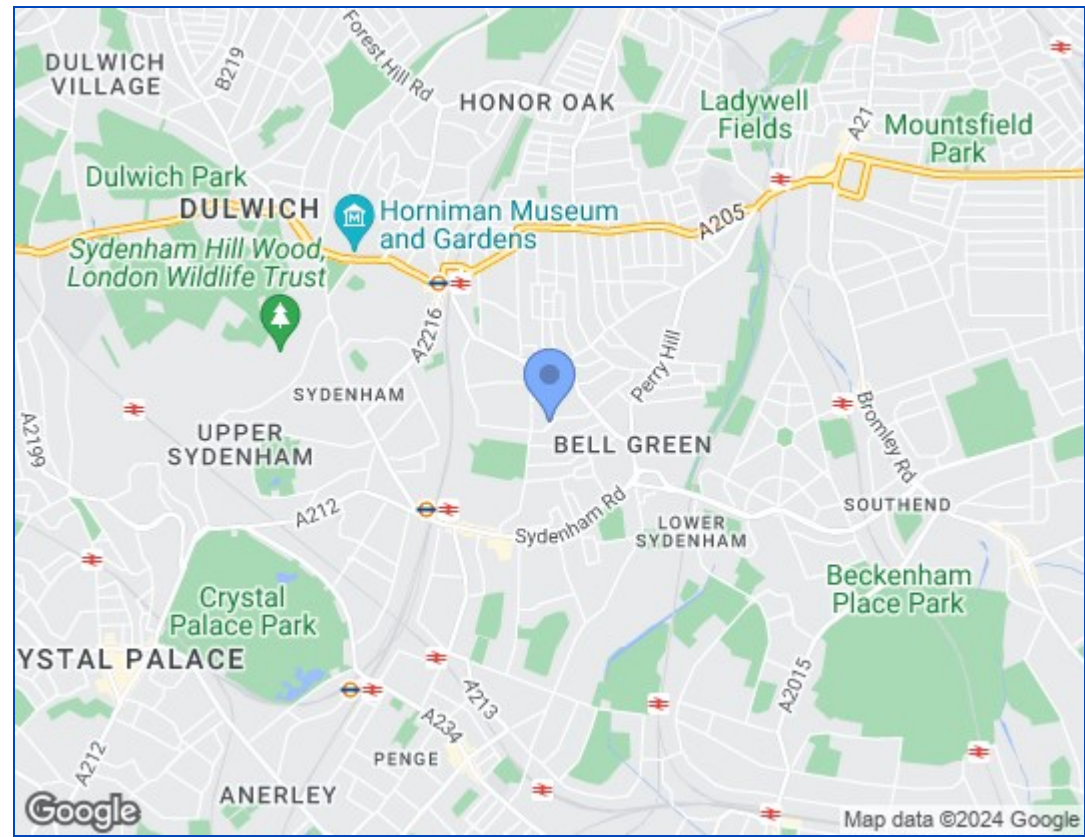 DULWICH
VILLAGE
B219
Forest Hill Rd
HONOR OAK
Ladywell
Fields
A21
Mountsfield
Park
Dulwich Park
DULWICH
Horniman Museum
and Gardens
A205
Sydenham Hill Wood,
London Wildlife Trust
A2216
Perry Hill
SYDENHAM
A2199
UPPER
SYDENHAM
BELL GREEN
Bromley Rd
A212
Sydenham Rd
LOWER
SYDENHAM
SOUTHEND
Crystal
Palace Park
Beckenham
Place Park
YSTAL PALACE
A213
A2015
A234
A212
PENGE
ANERLEY
Google
Map data ©2024 Google